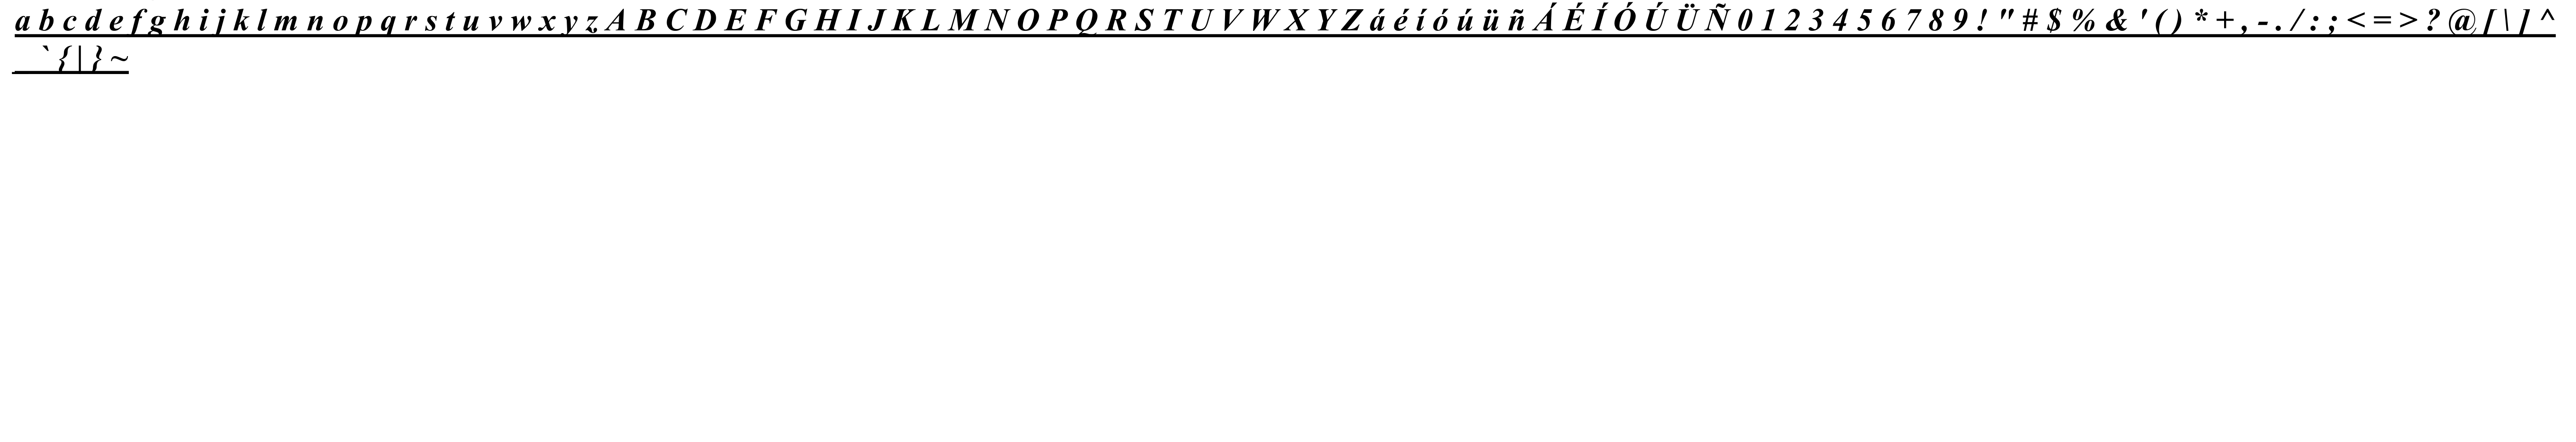 a b c d e f g h i j k l m n o p q r s t u v w x y z A B C D E F G H I J K L M N O P Q R S T U V W X Y Z á é í ó ú ü ñ Á É Í Ó Ú Ü Ñ 0 1 2 3 4 5 6 7 8 9 ! " # $ % & ' ( ) * + , - . / : ; < = > ? @ [ \ ] ^
_ ` { | } ~